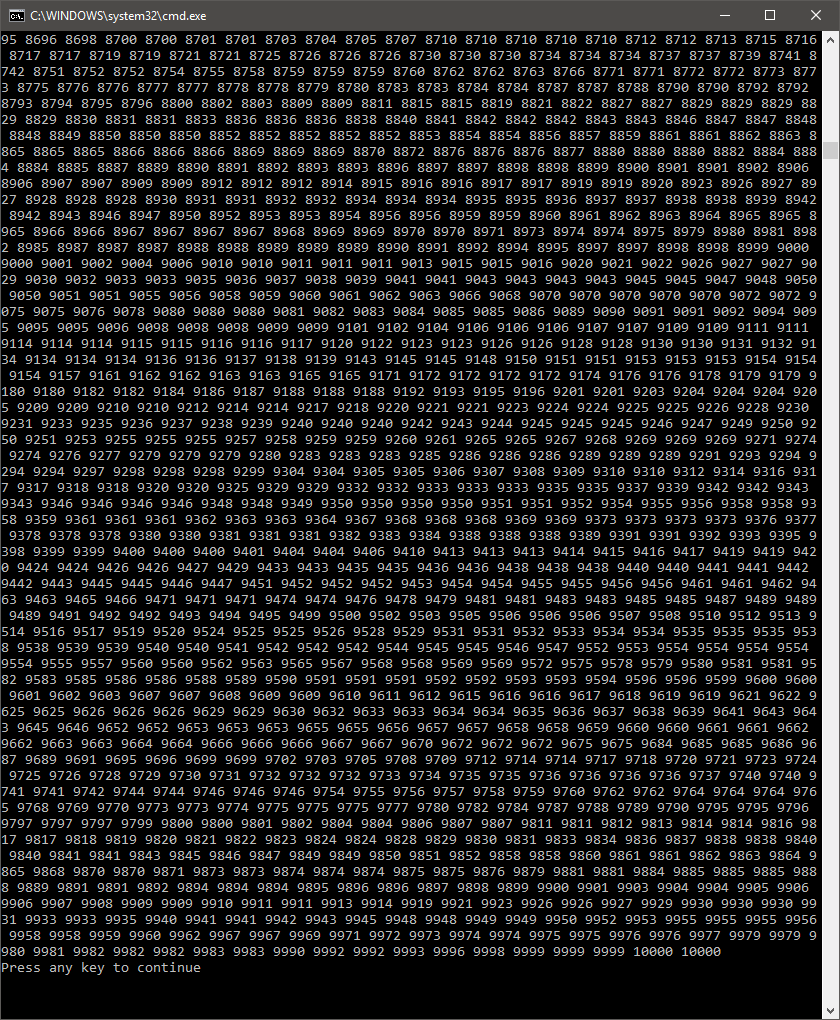 C:\WINDOWS\system32\cmd.exe
95 8696 8698 8700 8700 8701 8701 8703 8704 8705 8707 8710 8710 8710 8710 8710 8710 8712 8712 8713 8715 8716
8717 8717 8719 8719 8721 8721 8725 8726 8726 8726 8730 8730 8730 8734 8734 8734 8737 8737 8739 8741 8
742 8751 8752 8752 8754 8755 8758 8759 8759 8759 8760 8762 8762 8763 8766 8771 8771 8772 8772 8773 877
3 8775 8776 8776 8777 8777 8778 8778 8779 8780 8783 8783 8784 8784 8787 8787 8788 8790 8790 8792 8792
8793 8794 8795 8796 8800 8802 8803 8809 8809 8811 8815 8815 8819 8821 8822 8827 8827 8829 8829 8829 88
29 8829 8830 8831 8831 8833 8836 8836 8836 8838 8840 8841 8842 8842 8842 8843 8843 8846 8847 8847 8848
8848 8849 8850 8850 8850 8852 8852 8852 8852 8852 8853 8854 8854 8856 8857 8859 8861 8861 8862 8863 8
865 8865 8865 8866 8866 8866 8869 8869 8869 8870 8872 8876 8876 8876 8877 8880 8880 8880 8882 8884 888
4 8884 8885 8887 8889 8890 8891 8892 8893 8893 8896 8897 8897 8898 8898 8899 8900 8901 8901 8902 8906
8906 8907 8907 8909 8909 8912 8912 8912 8914 8915 8916 8916 8917 8917 8919 8919 8920 8923 8926 8927 89
27 8928 8928 8928 8930 8931 8931 8932 8932 8934 8934 8934 8935 8935 8936 8937 8937 8938 8938 8939 8942
8942 8943 8946 8947 8950 8952 8953 8953 8954 8956 8956 8959 8959 8960 8961 8962 8963 8964 8965 8965 8
965 8966 8966 8967 8967 8967 8967 8968 8969 8969 8970 8970 8971 8973 8974 8974 8975 8979 8980 8981 898
2 8985 8987 8987 8987 8988 8988 8989 8989 8989 8990 8991 8992 8994 8995 8997 8997 8998 8998 8999 9000
9000 9001 9002 9004 9006 9010 9010 9011 9011 9011 9013 9015 9015 9016 9020 9021 9022 9026 9027 9027 90
29 9030 9032 9033 9033 9035 9036 9037 9038 9039 9041 9041 9043 9043 9043 9043 9045 9045 9047 9048 9050
9050 9051 9051 9055 9056 9058 9059 9060 9061 9062 9063 9066 9068 9070 9070 9070 9070 9070 9072 9072 9
075 9075 9076 9078 9080 9080 9080 9081 9082 9083 9084 9085 9085 9086 9089 9090 9091 9091 9092 9094 909
5 9095 9095 9096 9098 9098 9098 9099 9099 9101 9102 9104 9106 9106 9106 9107 9107 9109 9109 9111 9111
9114 9114 9114 9115 9115 9116 9116 9117 9120 9122 9123 9123 9126 9126 9128 9128 9130 9130 9131 9132 91
34 9134 9134 9134 9136 9136 9137 9138 9139 9143 9145 9145 9148 9150 9151 9151 9153 9153 9153 9154 9154
9154 9157 9161 9162 9162 9163 9163 9165 9165 9171 9172 9172 9172 9172 9174 9176 9176 9178 9179 9179 9
180 9180 9182 9182 9184 9186 9187 9188 9188 9188 9192 9193 9195 9196 9201 9201 9203 9204 9204 9204 920
5 9209 9209 9210 9210 9212 9214 9214 9217 9218 9220 9221 9221 9223 9224 9224 9225 9225 9226 9228 9230
9231 9233 9235 9236 9237 9238 9239 9240 9240 9240 9242 9243 9244 9245 9245 9245 9246 9247 9249 9250 92
50 9251 9253 9255 9255 9255 9257 9258 9259 9259 9260 9261 9265 9265 9267 9268 9269 9269 9269 9271 9274
9274 9276 9277 9279 9279 9279 9280 9283 9283 9283 9285 9286 9286 9286 9289 9289 9289 9291 9293 9294 9
294 9294 9297 9298 9298 9298 9299 9304 9304 9305 9305 9306 9307 9308 9309 9310 9310 9312 9314 9316 931
7 9317 9318 9318 9320 9320 9325 9329 9329 9332 9332 9333 9333 9333 9335 9335 9337 9339 9342 9342 9343
9343 9346 9346 9346 9346 9348 9348 9349 9350 9350 9350 9350 9351 9351 9352 9354 9355 9356 9358 9358 93
58 9359 9361 9361 9361 9362 9363 9363 9364 9367 9368 9368 9368 9369 9369 9373 9373 9373 9373 9376 9377
9378 9378 9378 9380 9380 9381 9381 9381 9382 9383 9384 9388 9388 9388 9389 9391 9391 9392 9393 9395 9
398 9399 9399 9400 9400 9400 9401 9404 9404 9406 9410 9413 9413 9413 9414 9415 9416 9417 9419 9419 942
0 9424 9424 9426 9426 9427 9429 9433 9433 9435 9435 9436 9436 9438 9438 9438 9440 9440 9441 9441 9442
9442 9443 9445 9445 9446 9447 9451 9452 9452 9452 9453 9454 9454 9455 9455 9456 9456 9461 9461 9462 94
63 9463 9465 9466 9471 9471 9471 9474 9474 9476 9478 9479 9481 9481 9483 9483 9485 9485 9487 9489 9489
9489 9491 9492 9492 9493 9494 9495 9499 9500 9502 9503 9505 9506 9506 9506 9507 9508 9510 9512 9513 9
514 9516 9517 9519 9520 9524 9525 9525 9526 9528 9529 9531 9531 9532 9533 9534 9534 9535 9535 9535 953
8 9538 9539 9539 9540 9540 9541 9542 9542 9542 9544 9545 9545 9546 9547 9552 9553 9554 9554 9554 9554
9554 9555 9557 9560 9560 9562 9563 9565 9567 9568 9568 9569 9569 9572 9575 9578 9579 9580 9581 9581 95
82 9583 9585 9586 9586 9588 9589 9590 9591 9591 9591 9592 9592 9593 9593 9594 9596 9596 9599 9600 9600
9601 9602 9603 9607 9607 9608 9609 9609 9610 9611 9612 9615 9616 9616 9617 9618 9619 9619 9621 9622 9
625 9625 9626 9626 9626 9629 9629 9630 9632 9633 9633 9634 9634 9635 9636 9637 9638 9639 9641 9643 964
3 9645 9646 9652 9652 9653 9653 9653 9655 9655 9656 9657 9657 9658 9658 9659 9660 9660 9661 9661 9662
9662 9663 9663 9664 9664 9666 9666 9666 9667 9667 9670 9672 9672 9672 9675 9675 9684 9685 9685 9686 96
87 9689 9691 9695 9696 9699 9699 9702 9703 9705 9708 9709 9712 9714 9714 9717 9718 9720 9721 9723 9724
9725 9726 9728 9729 9730 9731 9732 9732 9732 9733 9734 9735 9735 9736 9736 9736 9736 9737 9740 9740 9
741 9741 9742 9744 9744 9746 9746 9746 9754 9755 9756 9757 9758 9759 9760 9762 9762 9764 9764 9764 976
5 9768 9769 9770 9773 9773 9774 9775 9775 9775 9777 9780 9782 9784 9787 9788 9789 9790 9795 9795 9796
9797 9797 9797 9799 9800 9800 9801 9802 9804 9804 9806 9807 9807 9811 9811 9812 9813 9814 9814 9816 98
17 9817 9818 9819 9820 9821 9822 9823 9824 9824 9828 9829 9830 9831 9833 9834 9836 9837 9838 9838 9840
9840 9841 9841 9843 9845 9846 9847 9849 9849 9850 9851 9852 9858 9858 9860 9861 9861 9862 9863 9864 9
865 9868 9870 9870 9871 9873 9873 9874 9874 9874 9875 9875 9876 9879 9881 9881 9884 9885 9885 9885 988
8 9889 9891 9891 9892 9894 9894 9894 9895 9896 9896 9897 9898 9899 9900 9901 9903 9904 9904 9905 9906
9906 9907 9908 9909 9909 9910 9911 9911 9913 9914 9919 9921 9923 9926 9926 9927 9929 9930 9930 9930 99
31 9933 9933 9935 9940 9941 9941 9942 9943 9945 9948 9948 9949 9949 9950 9952 9953 9955 9955 9955 9956
9958 9958 9959 9960 9962 9967 9967 9969 9971 9972 9973 9974 9974 9975 9975 9976 9976 9977 9979 9979 9
980 9981 9982 9982 9982 9983 9983 9990 9992 9992 9993 9996 9998 9999 9999 9999 10000 10000
Press any key to continue